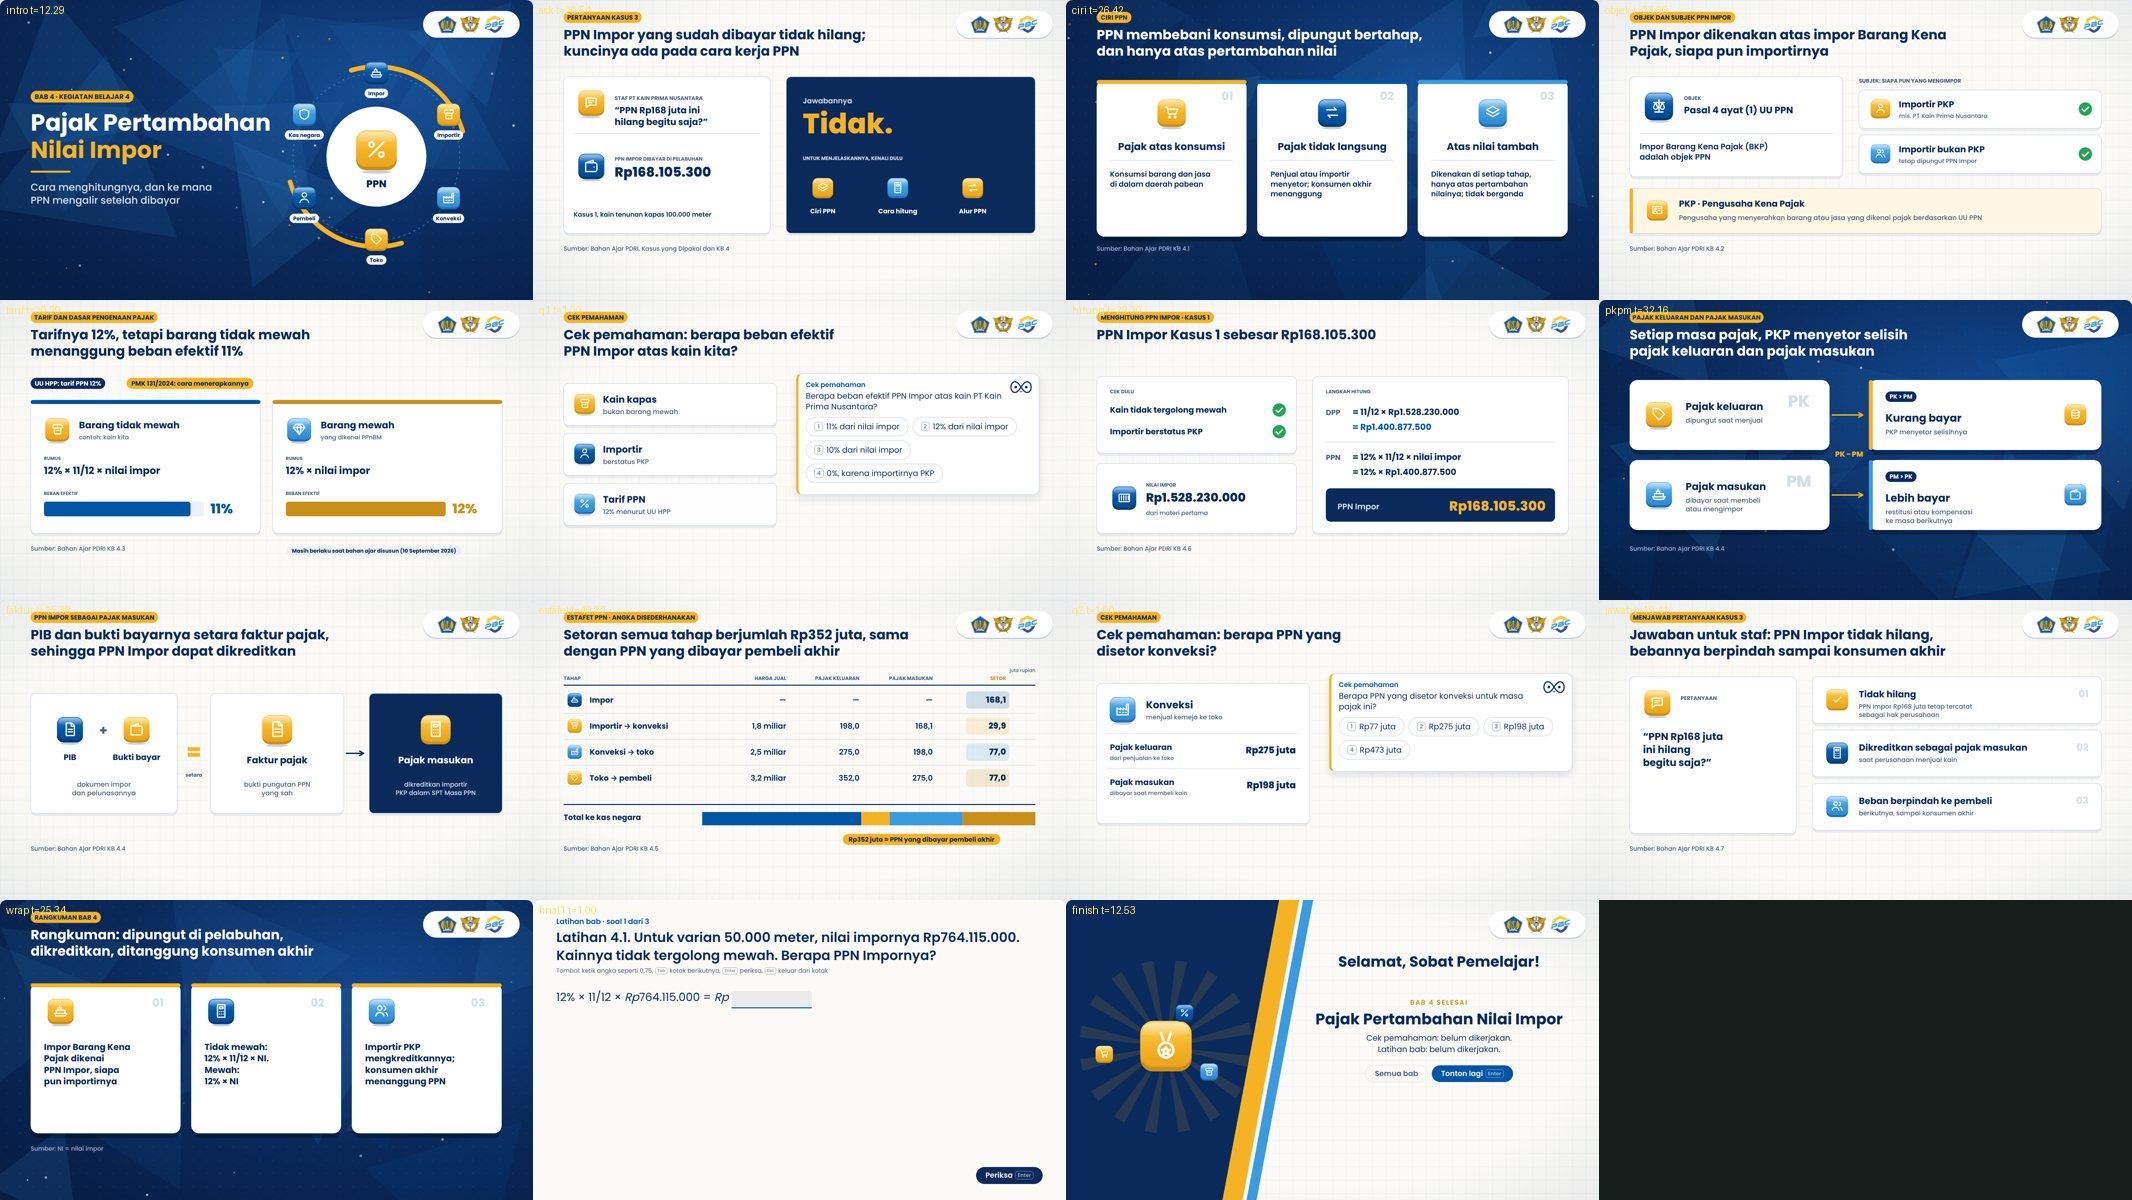 intro t=12.29
BAB 4 · KEGIATAN BELAJAR 4
Pajak Pertambahan
Nilai Impor
Cara menghitungnya, dan ke mana
PPN mengalir setelah dibayar
Impor
Kas negara
Importir
PPN
Pembeli
Konveksi
Toko
PERTANYAAN KASUS 3
PPN Impor yang sudah dibayar tidak hilang;
kuncinya ada pada cara kerja PPN
STAF PT KAIN PRIMA NUSANTARA
“PPN Rp168 juta ini
hilang begitu saja?”
PPN IMPOR DIBAYAR DI PELABUHAN
Rp168.105.300
Kasus 1, kain tenunan kapas 100.000 meter
Jawabannya
Tidak.
UNTUK MENJELASKANNYA, KENALI DULU
Ciri PPN
Cara hitung
Alur PPN
Sumber: Bahan Ajar PDRI, Kasus yang Dipakai dan KB 4
ciri t=26.42
CIRI PPN
PPN membebani konsumsi, dipungut bertahap,
dan hanya atas pertambahan nilai
01
Pajak atas konsumsi
Konsumsi barang dan jasa
di dalam daerah pabean
02
Pajak tidak langsung
Penjual atau importir
menyetor; konsumen akhir
menanggung
03
Atas nilai tambah
Dikenakan di setiap tahap,
hanya atas pertambahan
nilainya; tidak berganda
Sumber: Bahan Ajar PDRI KB 4.1
OBJEK DAN SUBJEK PPN IMPOR
PPN Impor dikenakan atas impor Barang Kena
Pajak, siapa pun importirnya
OBJEK
Pasal 4 ayat (1) UU PPN
Impor Barang Kena Pajak (BKP)
adalah objek PPN
SUBJEK: SIAPA PUN YANG MENGIMPOR
Importir PKP
mis. PT Kain Prima Nusantara
Importir bukan PKP
tetap dipungut PPN Impor
PKP · Pengusaha Kena Pajak
Pengusaha yang menyerahkan barang atau jasa yang dikenai pajak berdasarkan UU PPN
Sumber: Bahan Ajar PDRI KB 4.2
TARIF DAN DASAR PENGENAAN PAJAK
Tarifnya 12%, tetapi barang tidak mewah
menanggung beban efektif 11%
UU HPP: tarif PPN 12%
PMK 131/2024: cara menerapkannya
Barang tidak mewah
contoh: kain kita
RUMUS
12% × 11/12 × nilai impor
BEBAN EFEKTIF
11%
Barang mewah
yang dikenai PPnBM
RUMUS
12% × nilai impor
BEBAN EFEKTIF
12%
Sumber: Bahan Ajar PDRI KB 4.3
Masih berlaku saat bahan ajar disusun (10 September 2026)
q1 t=1.00
CEK PEMAHAMAN
Cek pemahaman: berapa beban efektif
PPN Impor atas kain kita?
Kain kapas
bukan barang mewah
Importir
berstatus PKP
Tarif PPN
12% menurut UU HPP
Cek pemahaman
Berapa beban efektif PPN Impor atas kain PT Kain
Prima Nusantara?
1 11% dari nilai impor
2 12% dari nilai impor
3 10% dari nilai impor
4 0%, karena importirnya PKP
MENGHITUNG PPN IMPOR · KASUS 1
PPN Impor Kasus 1 sebesar Rp168.105.300
CEK DULU
Kain tidak tergolong mewah
Importir berstatus PKP
NILAI IMPOR
Rp1.528.230.000
dari materi pertama
LANGKAH HITUNG
DPP = 11/12 × Rp1.528.230.000
= Rp1.400.877.500
PPN = 12% × 11/12 × nilai impor
= 12% × Rp1.400.877.500
PPN Impor Rp168.105.300
Sumber: Bahan Ajar PDRI KB 4.6
pkpm t=32.16
PAJAK KELUARAN DAN PAJAK MASUKAN
Setiap masa pajak, PKP menyetor selisih
pajak keluaran dan pajak masukan
Pajak keluaran
dipungut saat menjual
PK
Pajak masukan
dibayar saat membeli
atau mengimpor
PM
PK − PM
PK > PM
Kurang bayar
PKP menyetor selisihnya
PM > PK
Lebih bayar
restitusi atau kompensasi
ke masa berikutnya
Sumber: Bahan Ajar PDRI KB 4.4
PPN IMPOR SEBAGAI PAJAK MASUKAN
PIB dan bukti bayarnya setara faktur pajak,
sehingga PPN Impor dapat dikreditkan
PIB
+
Bukti bayar
dokumen impor
dan pelunasannya
=
setara
Faktur pajak
bukti pungutan PPN
yang sah
Pajak masukan
dikreditkan importir
PKP dalam SPT Masa PPN
Sumber: Bahan Ajar PDRI KB 4.4
ESTAFET PPN · ANGKA DISEDERHANAKAN
Setoran semua tahap berjumlah Rp352 juta, sama
dengan PPN yang dibayar pembeli akhir
juta rupiah
TAHAP HARGA JUAL PAJAK KELUARAN PAJAK MASUKAN SETOR
Impor — — — 168,1
Importir → konveksi 1,8 miliar 198,0 168,1 29,9
Konveksi → toko 2,5 miliar 275,0 198,0 77,0
Toko → pembeli 3,2 miliar 352,0 275,0 77,0
Total ke kas negara
Rp352 juta = PPN yang dibayar pembeli akhir
Sumber: Bahan Ajar PDRI KB 4.5
q2 t=1.00
CEK PEMAHAMAN
Cek pemahaman: berapa PPN yang
disetor konveksi?
Konveksi
menjual kemeja ke toko
Pajak keluaran
dari penjualan ke toko
Rp275 juta
Pajak masukan
dibayar saat membeli kain
Rp198 juta
Cek pemahaman
Berapa PPN yang disetor konveksi untuk masa
pajak ini?
1 Rp77 juta
2 Rp275 juta
3 Rp198 juta
4 Rp473 juta
MENJAWAB PERTANYAAN KASUS 3
Jawaban untuk staf: PPN Impor tidak hilang,
bebannya berpindah sampai konsumen akhir
PERTANYAAN
“PPN Rp168 juta
ini hilang
begitu saja?”
Tidak hilang
PPN Impor Rp168 juta tetap tercatat
sebagai hak perusahaan
01
Dikreditkan sebagai pajak masukan
saat perusahaan menjual kain
02
Beban berpindah ke pembeli
berikutnya, sampai konsumen akhir
03
Sumber: Bahan Ajar PDRI KB 4.7
wrap t=25.34
RANGKUMAN BAB 4
Rangkuman: dipungut di pelabuhan,
dikreditkan, ditanggung konsumen akhir
01
Impor Barang Kena
Pajak dikenai
PPN Impor, siapa
pun importirnya
02
Tidak mewah:
12% × 11/12 × NI.
Mewah:
12% × NI
03
Importir PKP
mengkreditkannya;
konsumen akhir
menanggung PPN
Sumber: NI = nilai impor
final1 t=1.00
Latihan bab · soal 1 dari 3
Latihan 4.1. Untuk varian 50.000 meter, nilai impornya Rp764.115.000.
Kainnya tidak tergolong mewah. Berapa PPN Impornya?
Tombol: ketik angka seperti 0,75, Tab kotak berikutnya, Enter periksa, Esc keluar dari kotak
12% × 11/12 × Rp764.115.000 = Rp
Periksa Enter
finish t=12.53
Selamat, Sobat Pemelajar!
BAB 4 SELESAI
Pajak Pertambahan Nilai Impor
Cek pemahaman: belum dikerjakan.
Latihan bab: belum dikerjakan.
Semua bab
Tonton lagi Enter